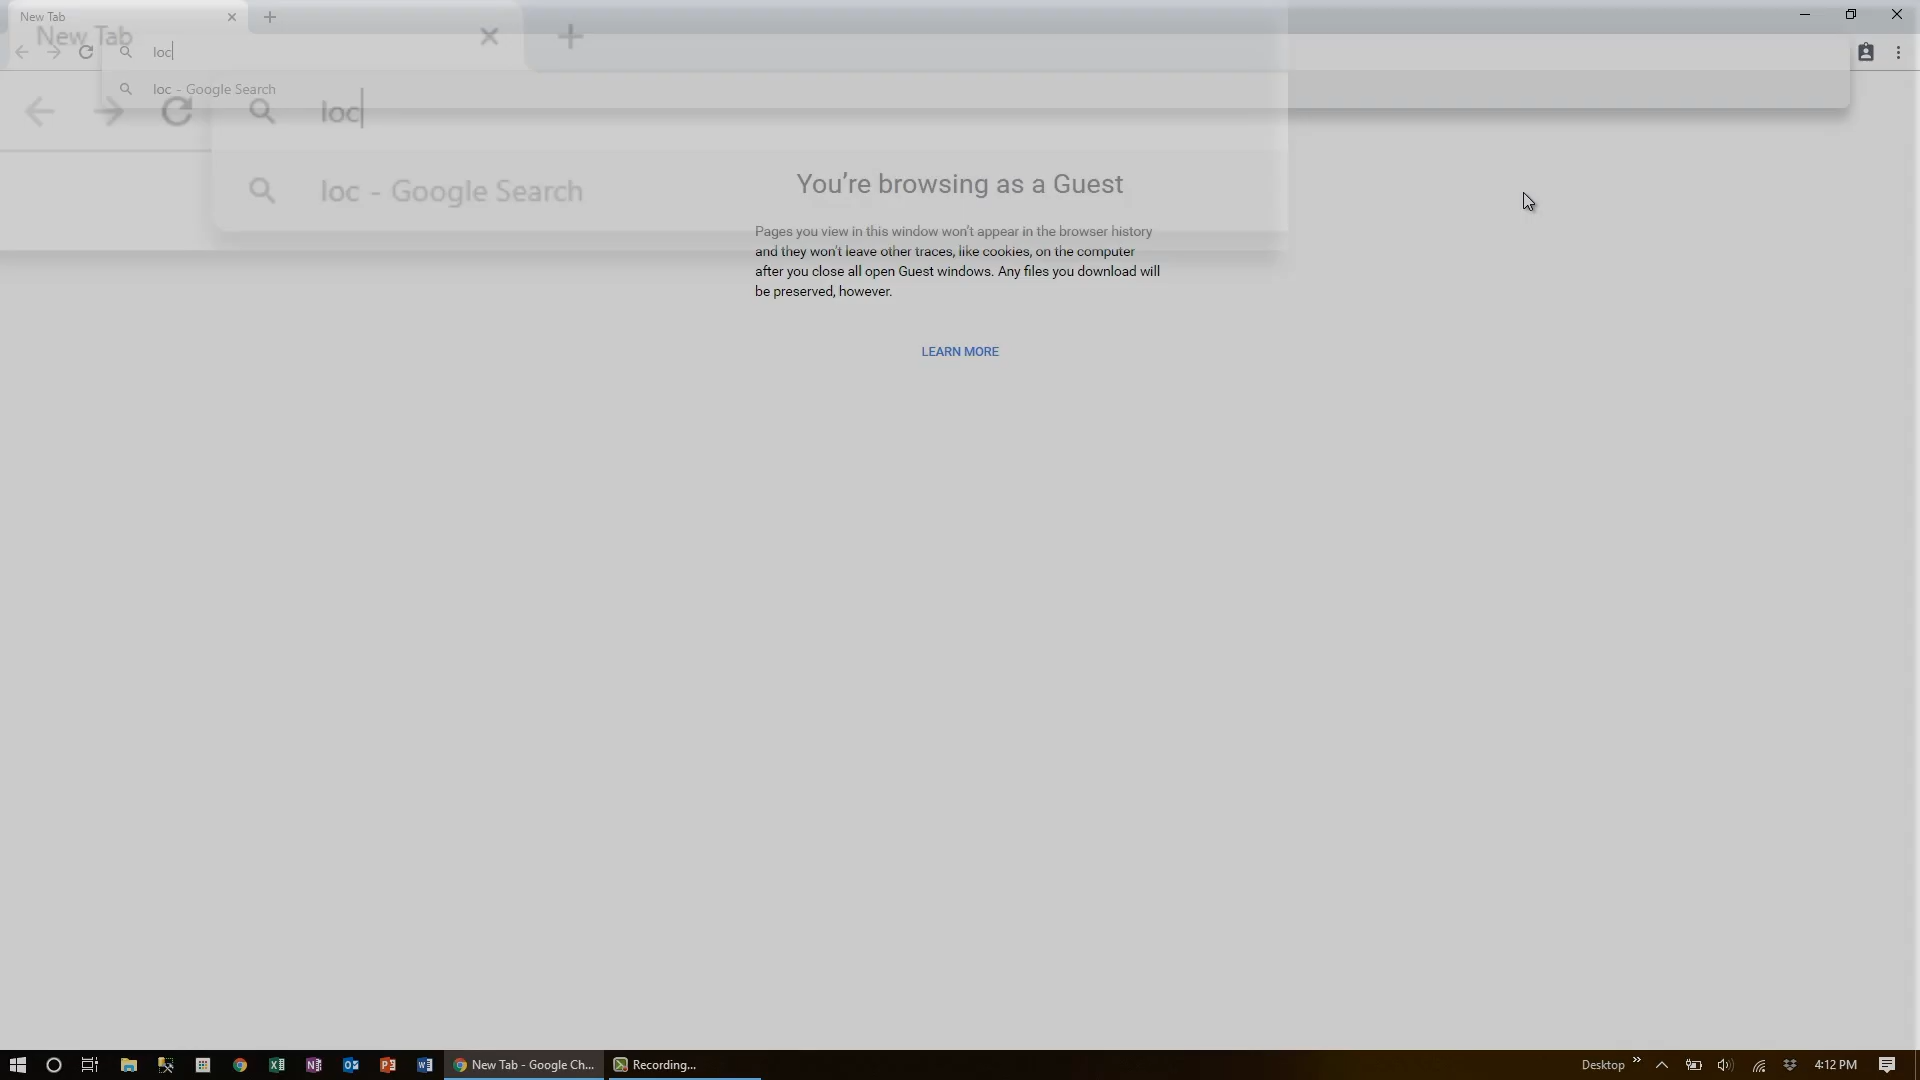 New Tab
New Tab
loc
loc - Google Search
loc
loc - Google Search
You're browsing as a Guest
Pages you view in this window won't appear in the browser history
and they won't leave other traces, like cookies, on the computer
after you close all open Guest windows. Any files you download will
be preserved, however.
LEARN MORE
New Tab - Google Ch...
Recording...
Desktop
4:12 PM